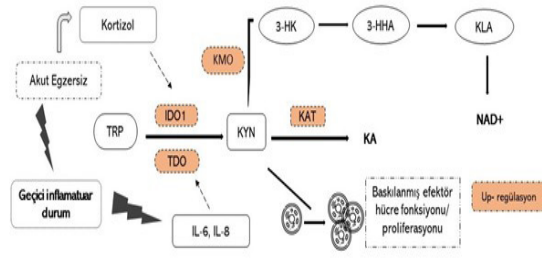 Kortizol
3-HK
3-HHA
KLA
KMO
Akut Egzersiz
IDO1
KAT
NAD+
TRP
KYN
KA
TDO
Geçici inflamatuar
durum
Baskılanmış efektör
hücre fonksiyonu/
proliferasyonu
Up- regülasyon
IL-6, IL-8